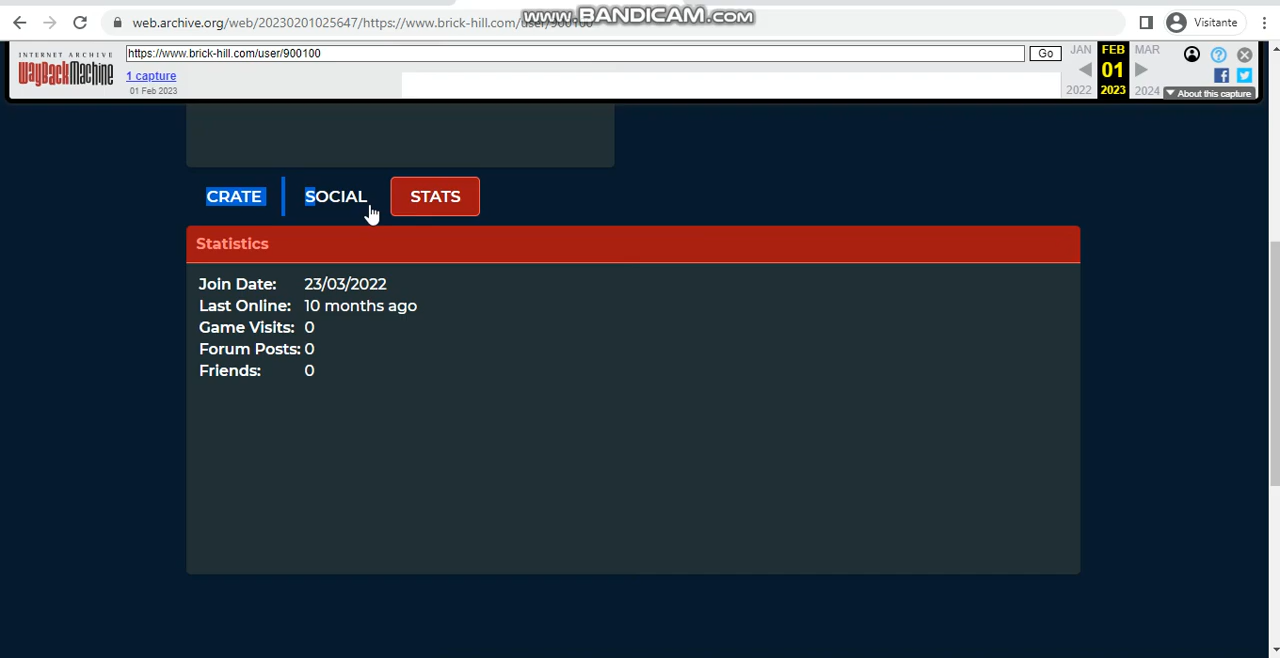 web.archive.org/web/20230201025647/https://www.brick-hill.com/user/900100
www.BANDICAM.com
Visitante
INTERNET ARCHIVE
WayBackMachine
https://www.brick-hill.com/user/900100
Go
JAN FEB MAR
01
2022 2023 2024
1 capture
01 Feb 2023
About this capture
CRATE SOCIAL STATS
Statistics
Join Date: 23/03/2022
Last Online: 10 months ago
Game Visits: 0
Forum Posts: 0
Friends: 0